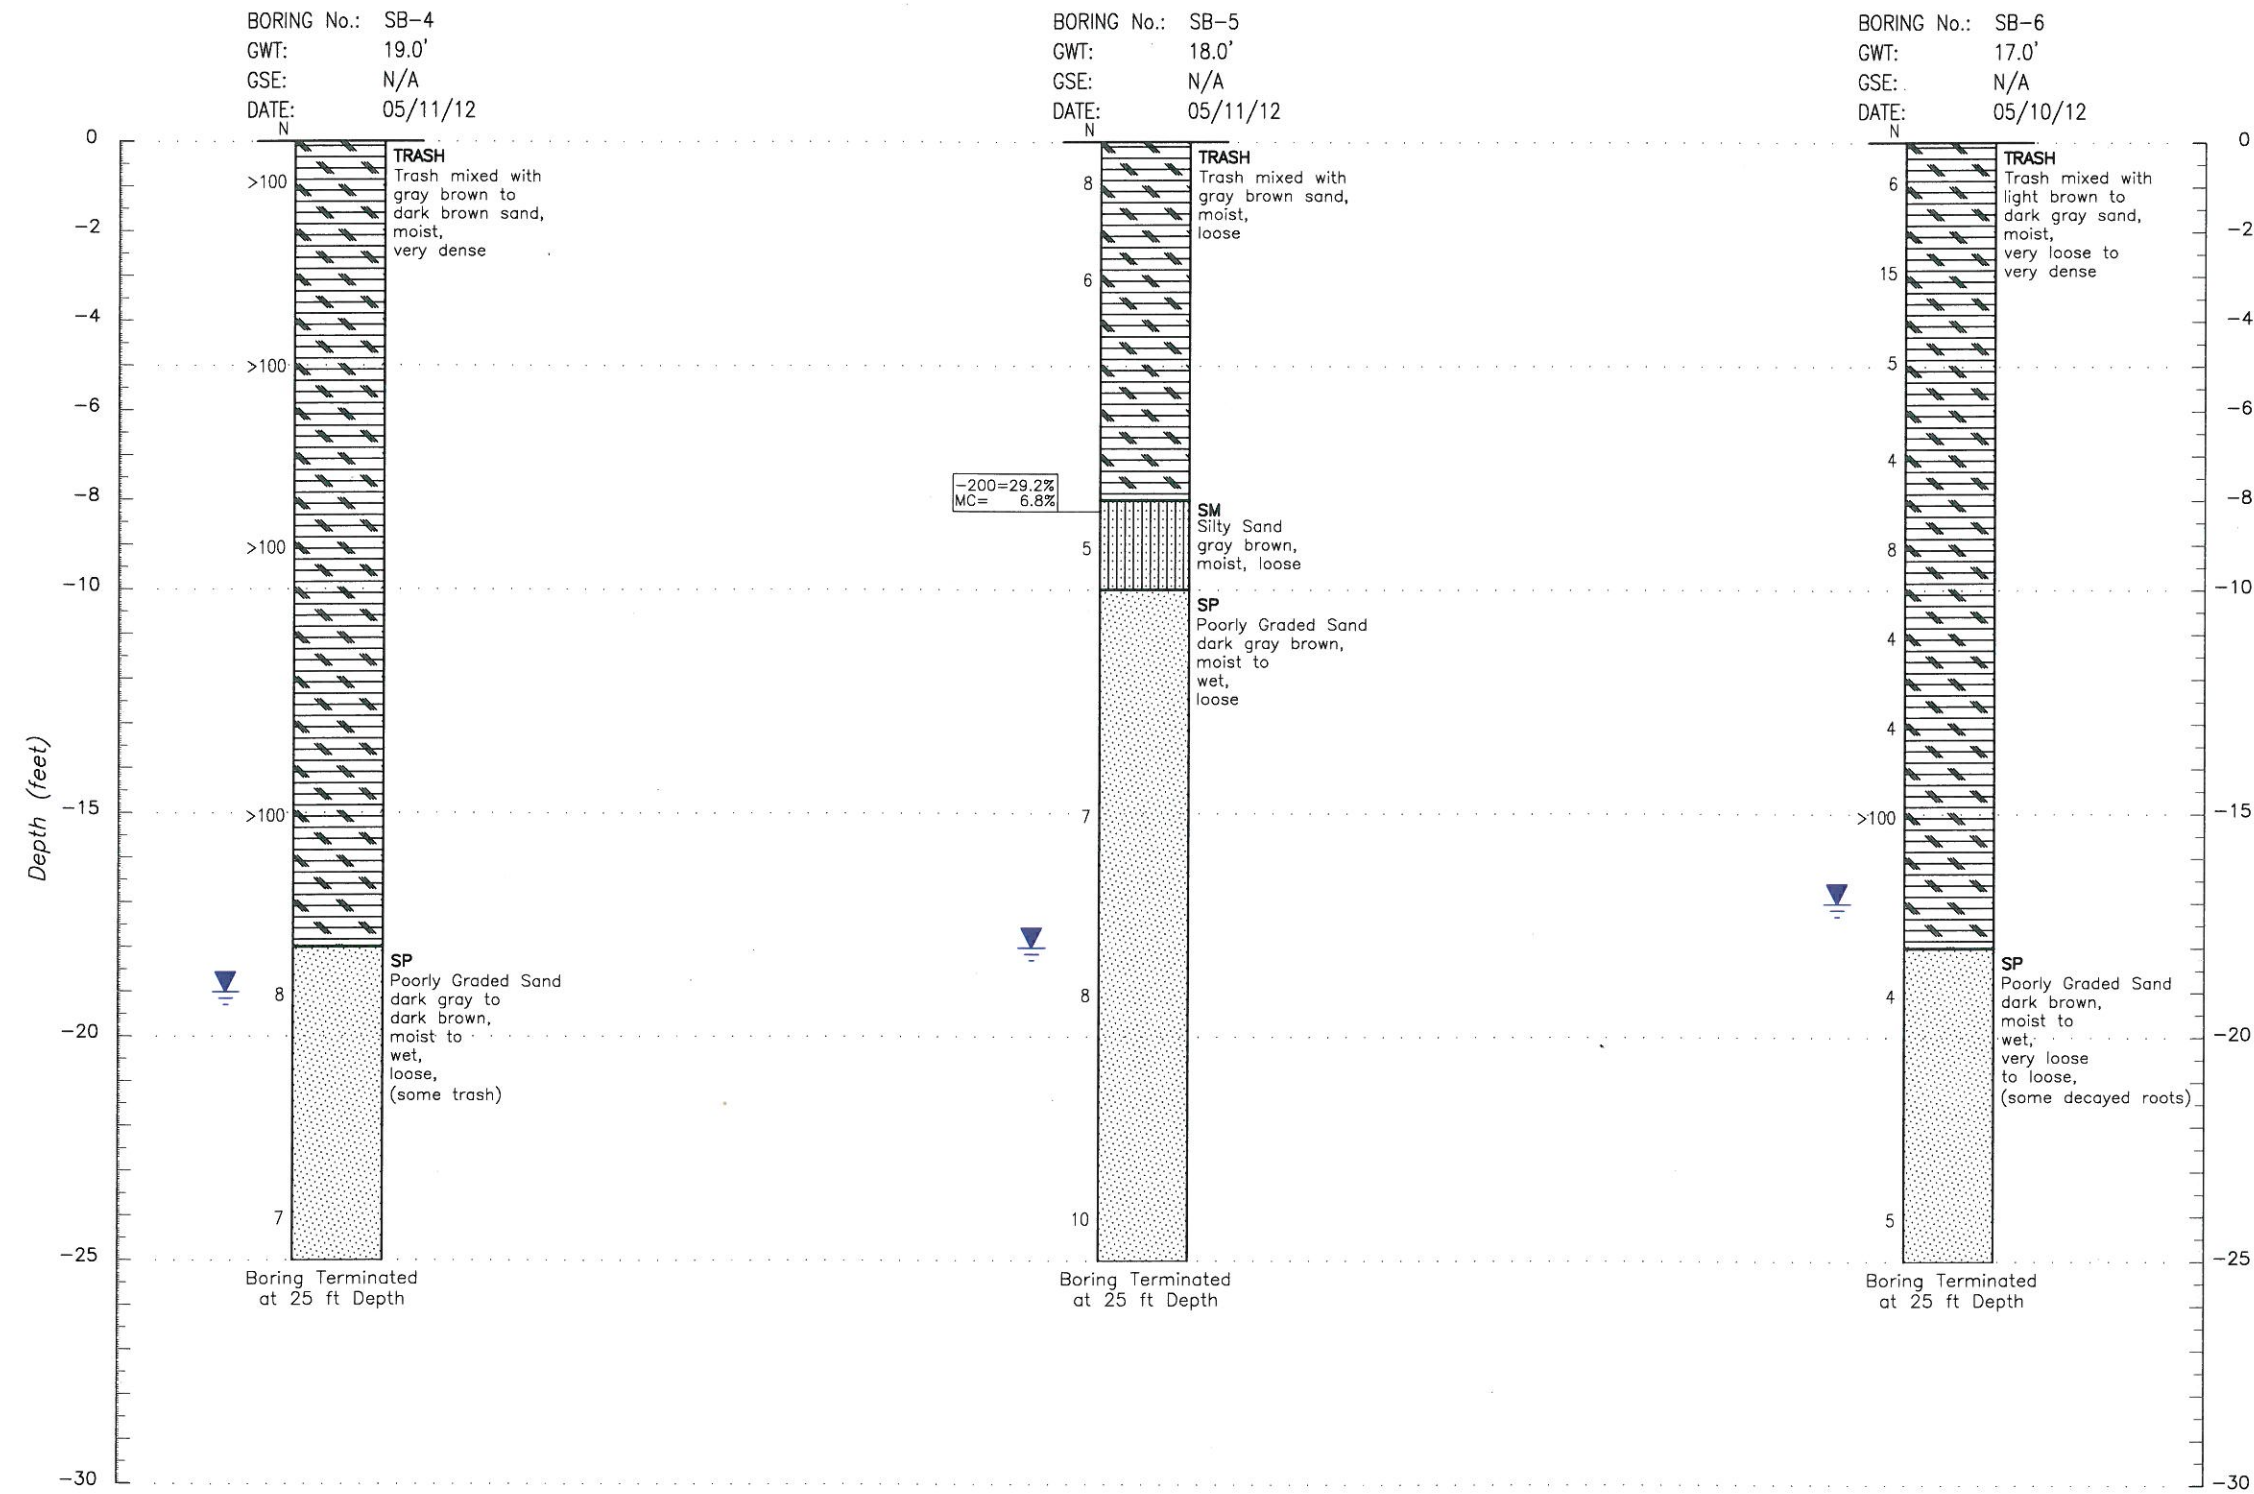 BORING No.: SB-4
GWT: 19.0'
GSE: N/A
DATE: 05/11/12
N
BORING No.: SB-5
GWT: 18.0'
GSE: N/A
DATE: 05/11/12
N
BORING No.: SB-6
GWT: 17.0'
GSE: N/A
DATE: 05/10/12
N
Depth (feet)
0
-2
-4
-6
-8
-10
-15
-20
-25
-30
>100
>100
>100
>100
8
7
TRASH
Trash mixed with
gray brown to
dark brown sand,
moist,
very dense
SP
Poorly Graded Sand
dark gray to
dark brown,
moist to
wet,
loose,
(some trash)
Boring Terminated
at 25 ft Depth
8
6
5
7
8
10
-200=29.2%
MC= 6.8%
TRASH
Trash mixed with
gray brown sand,
moist,
loose
SM
Silty Sand
gray brown,
moist, loose
SP
Poorly Graded Sand
dark gray brown,
moist to
wet,
loose
Boring Terminated
at 25 ft Depth
6
15
5
4
8
4
4
>100
4
5
TRASH
Trash mixed with
light brown to
dark gray sand,
moist,
very loose to
very dense
SP
Poorly Graded Sand
dark brown,
moist to
wet,
very loose
to loose,
(some decayed roots)
Boring Terminated
at 25 ft Depth
0
-2
-4
-6
-8
-10
-15
-20
-25
-30